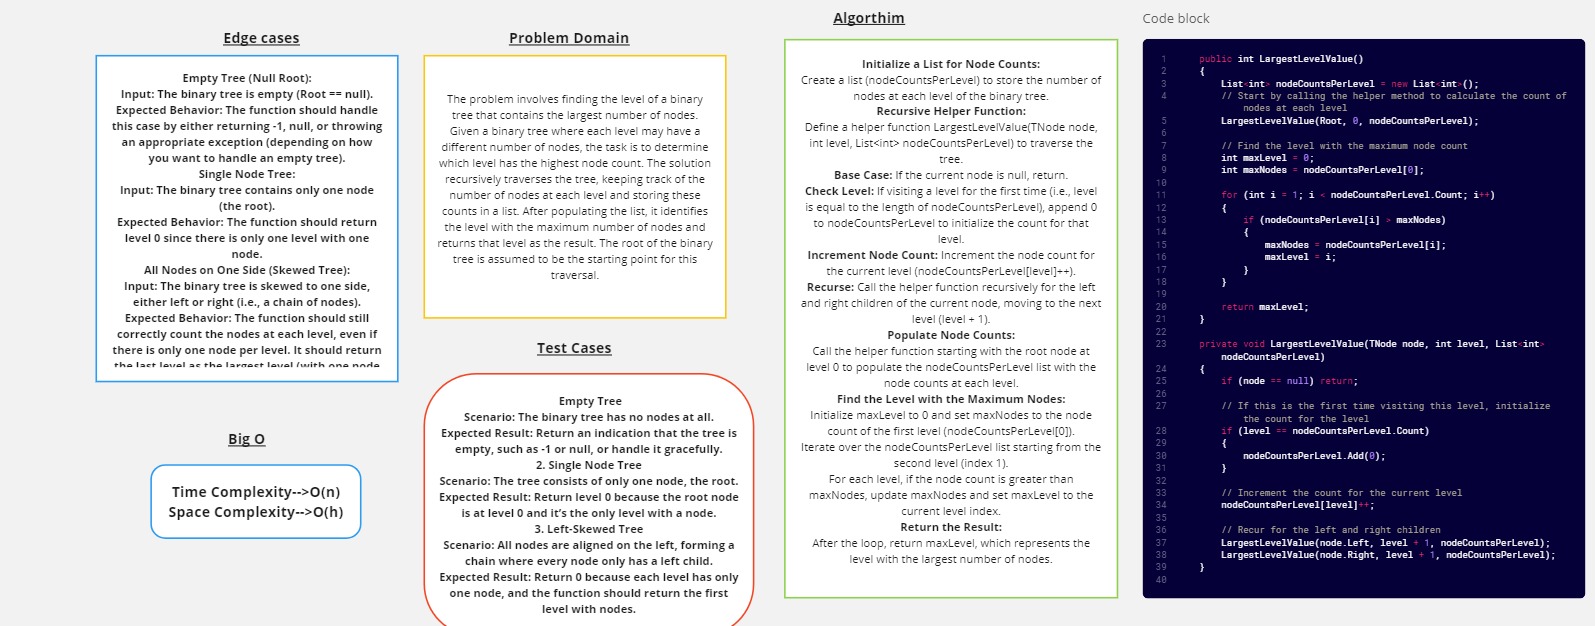 Edge cases
Empty Tree (Null Root):
Input: The binary tree is empty (Root == null).
Expected Behavior: The function should handle
this case by either returning -1, null, or throwing
an appropriate exception (depending on how
you want to handle an empty tree).
Single Node Tree:
Input: The binary tree contains only one node
(the root).
Expected Behavior: The function should return
level 0 since there is only one level with one
node.
All Nodes on One Side (Skewed Tree):
Input: The binary tree is skewed to one side,
either left or right (i.e., a chain of nodes).
Expected Behavior: The function should still
correctly count the nodes at each level, even if
there is only one node per level. It should return
the last level as the largest level (with one node
Big O
Time Complexity-->O(n)
Space Complexity-->O(h)
Problem Domain
The problem involves finding the level of a binary
tree that contains the largest number of nodes.
Given a binary tree where each level may have a
different number of nodes, the task is to determine
which level has the highest node count. The solution
recursively traverses the tree, keeping track of the
number of nodes at each level and storing these
counts in a list. After populating the list, it identifies
the level with the maximum number of nodes and
returns that level as the result. The root of the binary
tree is assumed to be the starting point for this
traversal.
Test Cases
Empty Tree
Scenario: The binary tree has no nodes at all.
Expected Result: Return an indication that the tree is
empty, such as -1 or null, or handle it gracefully.
2. Single Node Tree
Scenario: The tree consists of only one node, the root.
Expected Result: Return level 0 because the root node
is at level 0 and it's the only level with a node.
3. Left-Skewed Tree
Scenario: All nodes are aligned on the left, forming a
chain where every node only has a left child.
Expected Result: Return 0 because each level has only
one node, and the function should return the first
level with nodes.
Algorthim
Initialize a List for Node Counts:
Create a list (nodeCountsPerLevel) to store the number of
nodes at each level of the binary tree.
Recursive Helper Function:
Define a helper function LargestLevelValue(TNode node,
int level, List<int> nodeCountsPerLevel) to traverse the
tree.
Base Case: If the current node is null, return.
Check Level: If visiting a level for the first time (i.e., level
is equal to the length of nodeCountsPerLevel), append 0
to nodeCountsPerLevel to initialize the count for that
level.
Increment Node Count: Increment the node count for
the current level (nodeCountsPerLevel[level]++).
Recurse: Call the helper function recursively for the left
and right children of the current node, moving to the next
level (level + 1).
Populate Node Counts:
Call the helper function starting with the root node at
level 0 to populate the nodeCountsPerLevel list with the
node counts at each level.
Find the Level with the Maximum Nodes:
Initialize maxLevel to 0 and set maxNodes to the node
count of the first level (nodeCountsPerLevel[0]).
Iterate over the nodeCountsPerLevel list starting from the
second level (index 1).
For each level, if the node count is greater than
maxNodes, update maxNodes and set maxLevel to the
current level index.
Return the Result:
After the loop, return maxLevel, which represents the
level with the largest number of nodes.
Code block
1 public int LargestLevelValue()
2 {
3 List<int> nodeCountsPerLevel = new List<int>();
4 // Start by calling the helper method to calculate the count of
nodes at each level
5 LargestLevelValue(Root, 0, nodeCountsPerLevel);
6
7 // Find the level with the maximum node count
8 int maxLevel = 0;
9 int maxNodes = nodeCountsPerLevel[0];
10
11 for (int i = 1; i < nodeCountsPerLevel.Count; i++)
12 {
13 if (nodeCountsPerLevel[i] > maxNodes)
14 {
15 maxNodes = nodeCountsPerLevel[i];
16 maxLevel = i;
17 }
18 }
19
20 return maxLevel;
21 }
22
23 private void LargestLevelValue(TNode node, int level, List<int>
nodeCountsPerLevel)
24 {
25 if (node == null) return;
26
27 // If this is the first time visiting this level, initialize
the count for the level
28 if (level == nodeCountsPerLevel.Count)
29 {
30 nodeCountsPerLevel.Add(0);
31 }
32
33 // Increment the count for the current level
34 nodeCountsPerLevel[level]++;
35
36 // Recur for the left and right children
37 LargestLevelValue(node.Left, level + 1, nodeCountsPerLevel);
38 LargestLevelValue(node.Right, level + 1, nodeCountsPerLevel);
39 }
40